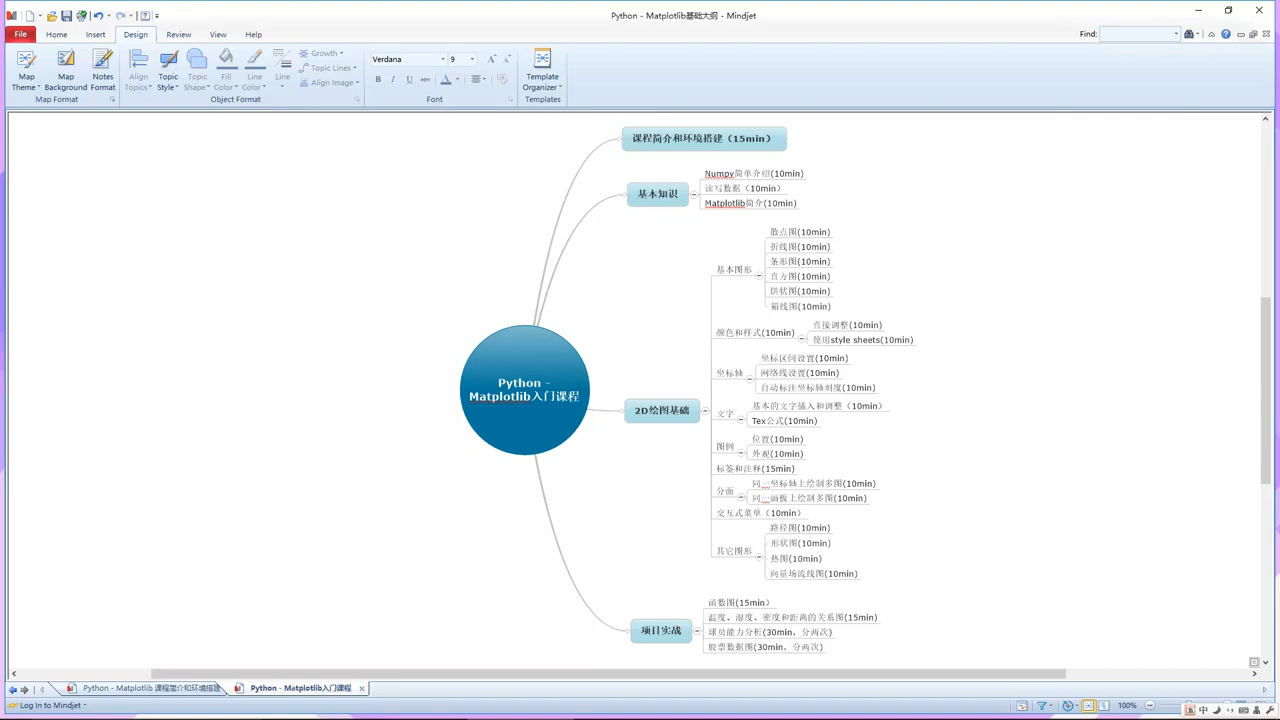 Python - Matplotlib基础大纲 - Mindjet
File Home Insert Design Review View Help Find:
Growth
Topic Lines
Align Image
Map Theme
Map Background
Notes Format
Align Topics
Topic Style
Topic Shape
Fill Color
Line Color
Line
Verdana 9
B I U abc A
Template Organizer
Map Format Object Format Font Templates
课程简介和环境搭建（15min）
基本知识
Numpy简单介绍(10min)
读写数据（10min）
Matplotlib简介(10min)
Python -
Matplotlib入门课程
2D绘图基础
基本图形
散点图(10min)
折线图(10min)
条形图(10min)
直方图(10min)
饼状图(10min)
箱线图(10min)
颜色和样式(10min)
直接调整(10min)
使用style sheets(10min)
坐标轴
坐标区间设置(10min)
网络线设置(10min)
自动标注坐标轴刻度(10min)
文字
基本的文字插入和调整（10min）
Tex公式(10min)
图例
位置(10min)
外观(10min)
标签和注释(15min)
分面
同一坐标轴上绘制多图(10min)
同一画板上绘制多图(10min)
交互式菜单（10min）
其它图形
路径图(10min)
形状图(10min)
热图(10min)
向量场流线图(10min)
项目实战
函数图(15min）
温度、湿度、密度和距离的关系图(15min)
球员能力分析(30min，分两次)
股票数据图(30min，分两次)
Python - Matplotlib 课程简介和环境搭建
Python - Matplotlib入门课程
Log In to Mindjet
100%
中